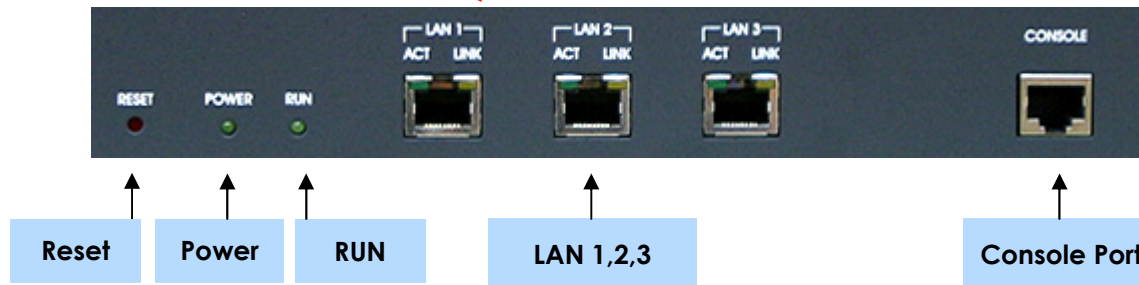 LAN 1
LAN 2
LAN 3
CONSOLE
ACT LINK
ACT LINK
ACT LINK
RESET
POWER
RUN
Reset
Power
RUN
LAN 1,2,3
Console Port